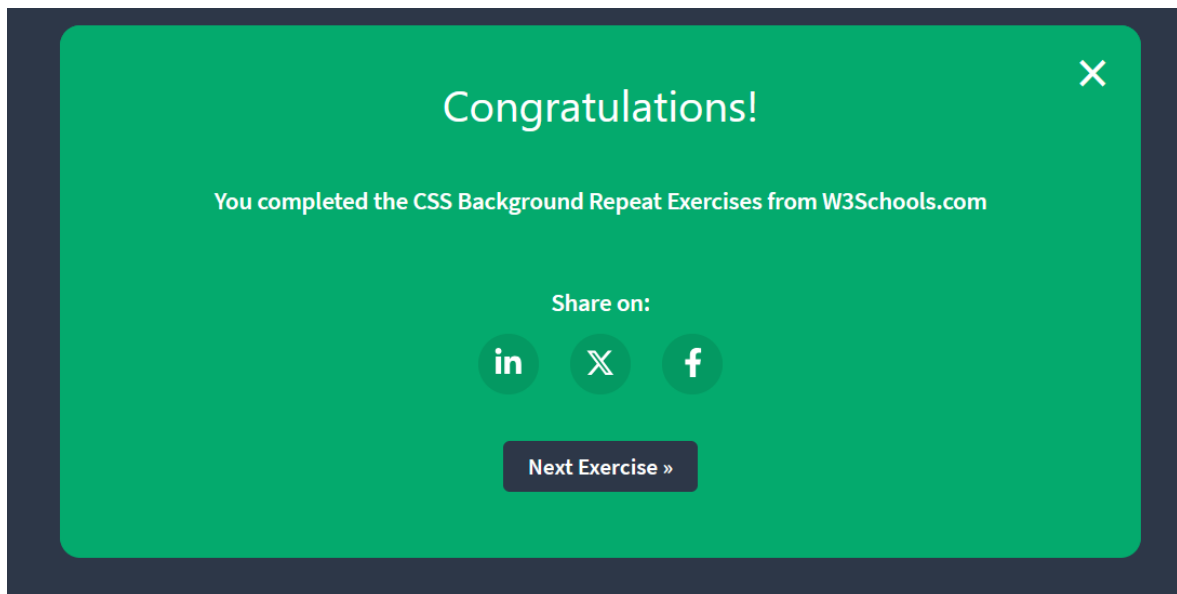 Congratulations!
You completed the CSS Background Repeat Exercises from W3Schools.com
Share on:
in X f
Next Exercise »